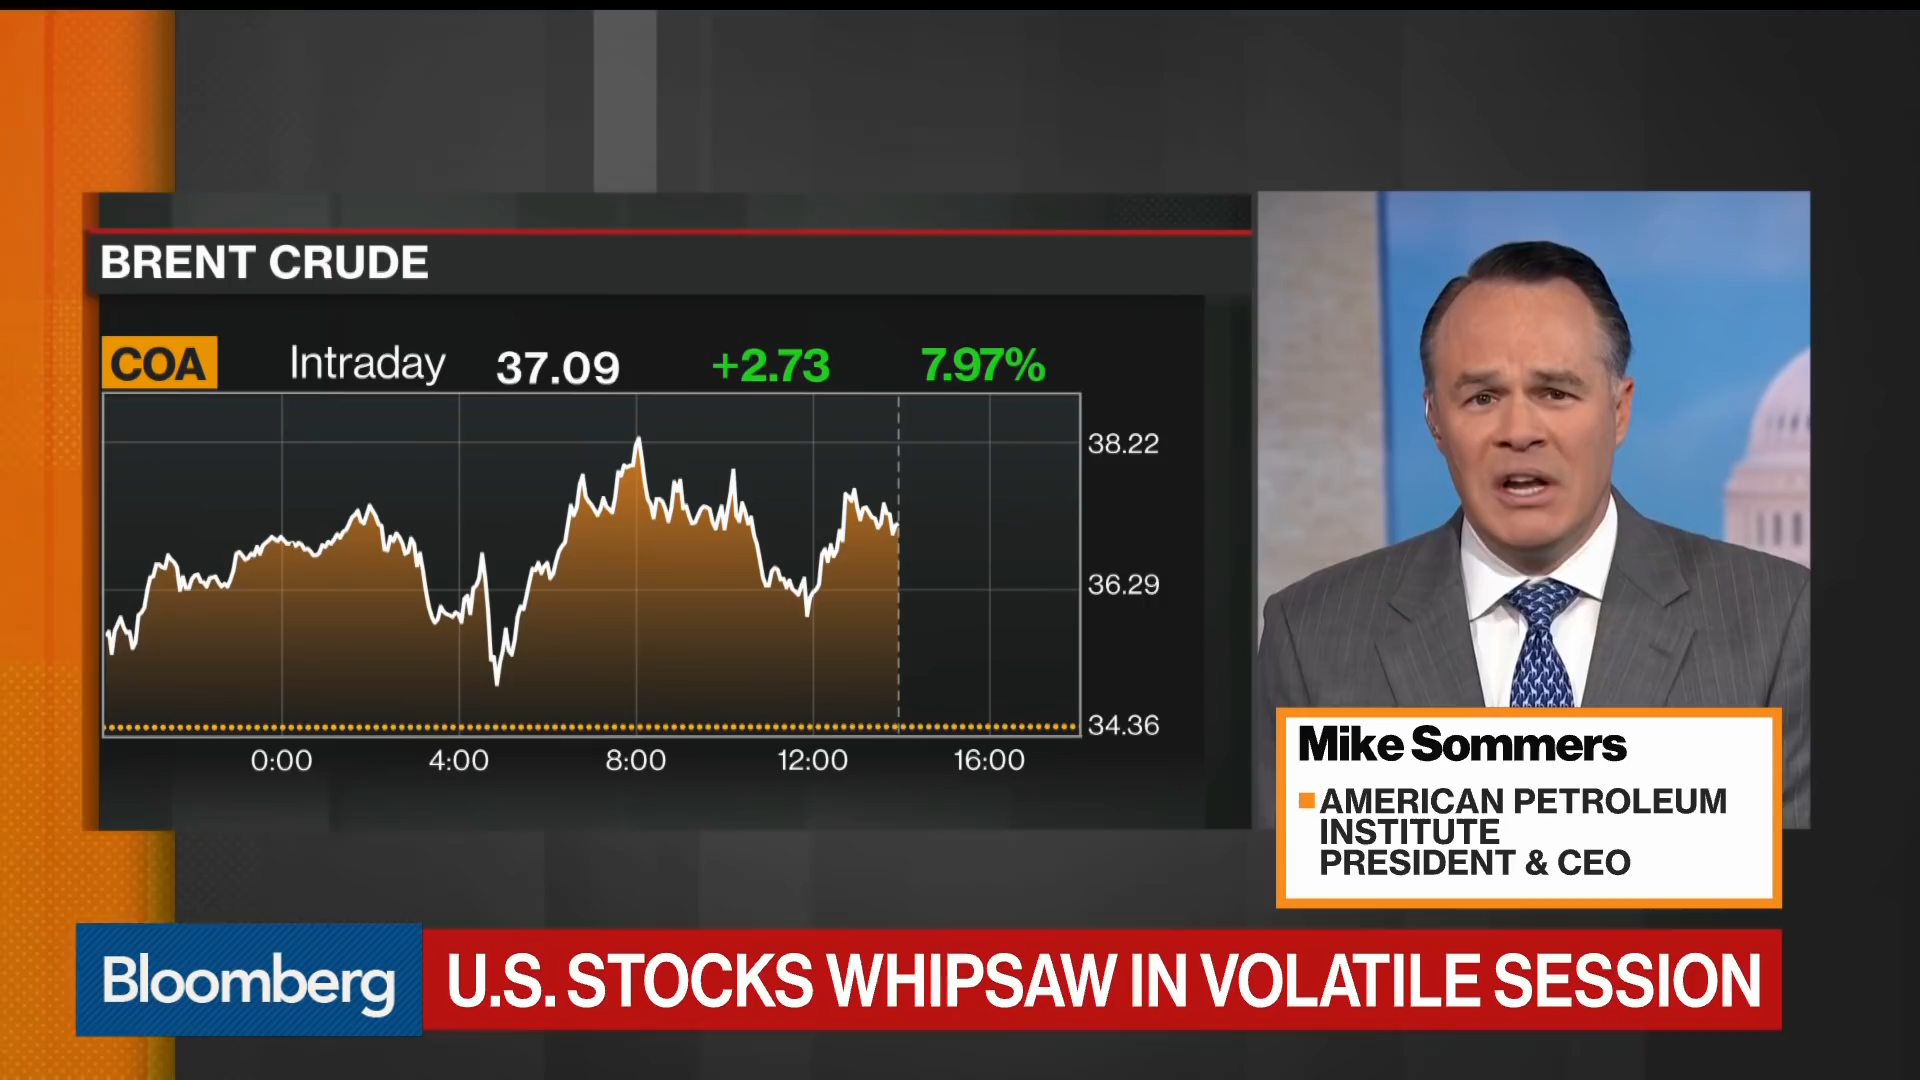 BRENT CRUDE
COA Intraday 37.09 +2.73 7.97%
38.22
36.29
34.36
0:00 4:00 8:00 12:00 16:00
Mike Sommers
AMERICAN PETROLEUM
INSTITUTE
PRESIDENT & CEO
Bloomberg
U.S. STOCKS WHIPSAW IN VOLATILE SESSION